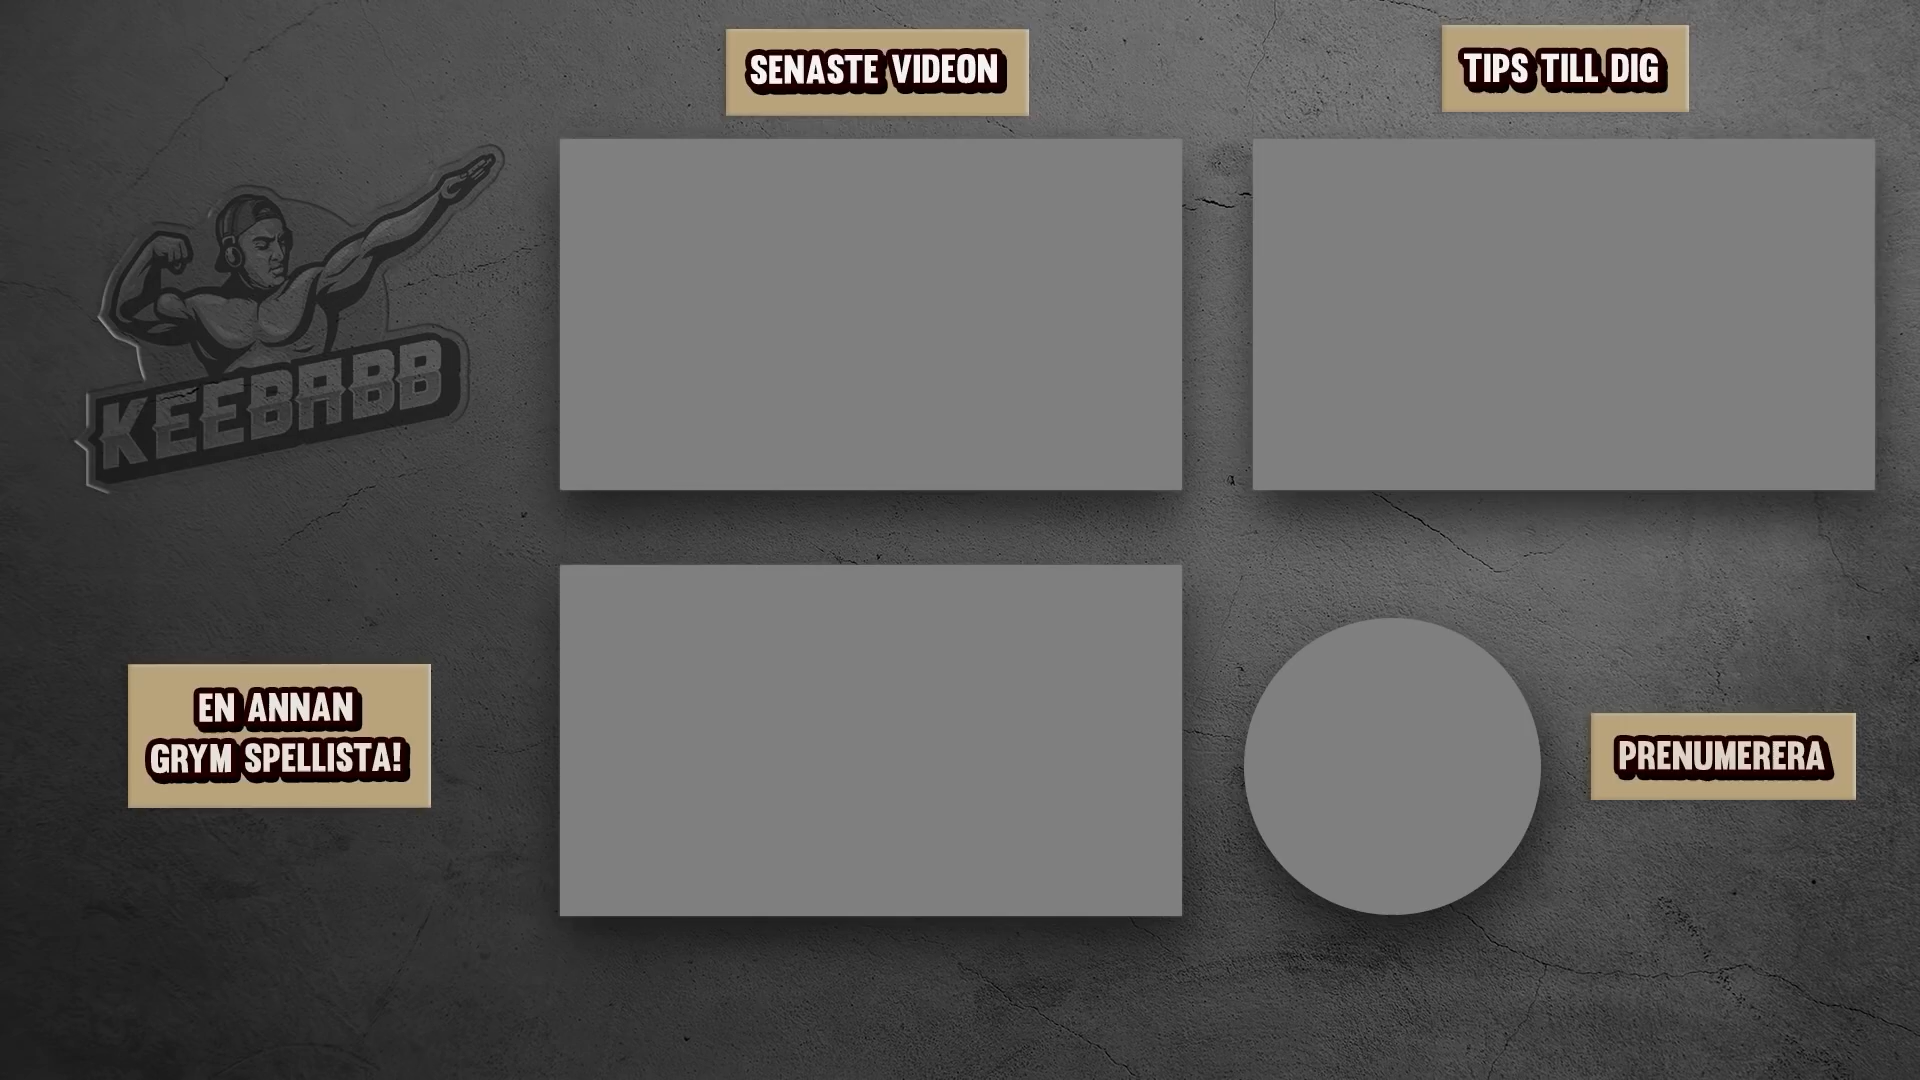 SENASTE VIDEON
TIPS TILL DIG
KEEBABB
EN ANNAN
GRYM SPELLISTA!
PRENUMERERA